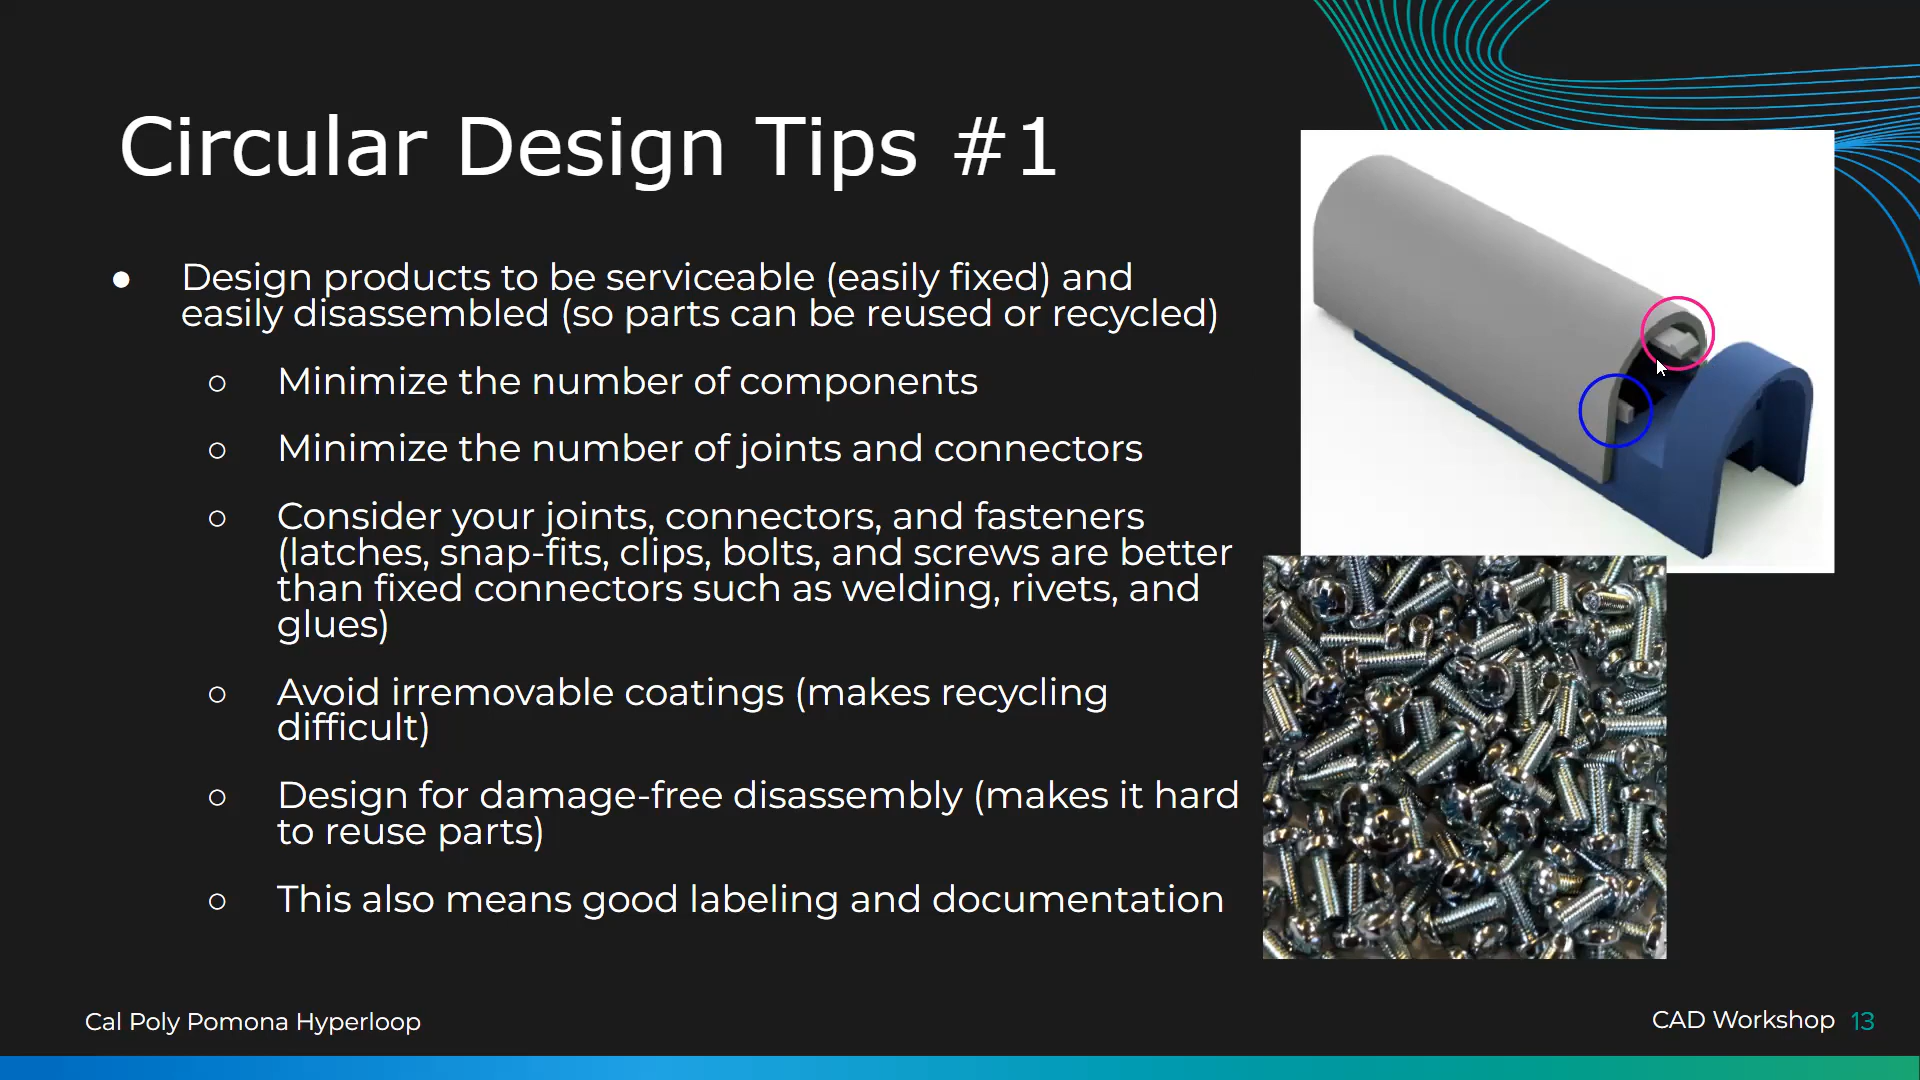 Circular Design Tips #1
● Design products to be serviceable (easily fixed) and
easily disassembled (so parts can be reused or recycled)
○ Minimize the number of components
○ Minimize the number of joints and connectors
○ Consider your joints, connectors, and fasteners
(latches, snap-fits, clips, bolts, and screws are better
than fixed connectors such as welding, rivets, and
glues)
○ Avoid irremovable coatings (makes recycling
difficult)
○ Design for damage-free disassembly (makes it hard
to reuse parts)
○ This also means good labeling and documentation
Cal Poly Pomona Hyperloop
CAD Workshop 13